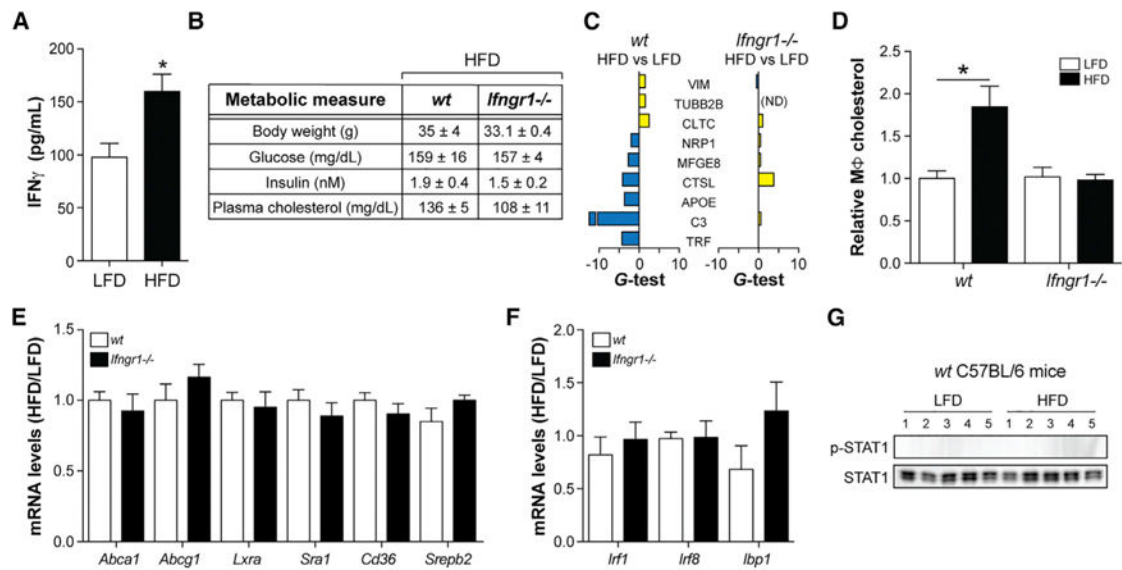 A
IFNγ (pg/mL)
200
150
100
50
0
*
LFD HFD
B
HFD
Metabolic measure wt Ifngr1-/-
Body weight (g) 35 ± 4 33.1 ± 0.4
Glucose (mg/dL) 159 ± 16 157 ± 4
Insulin (nM) 1.9 ± 0.4 1.5 ± 0.2
Plasma cholesterol (mg/dL) 136 ± 5 108 ± 11
C
wt Ifngr1-/-
HFD vs LFD HFD vs LFD
VIM
TUBB2B (ND)
CLTC
NRP1
MFGE8
CTSL
APOE
C3
TRF
-10 0 10 -10 0 10
G-test G-test
D
Relative MΦ cholesterol
2.5
2.0
1.5
1.0
0.5
0.0
*
LFD
HFD
wt Ifngr1-/-
E
mRNA levels (HFD/LFD)
1.5
1.0
0.5
0.0
wt
Ifngr1-/-
Abca1 Abcg1 Lxra Sra1 Cd36 Srepb2
F
mRNA levels (HFD/LFD)
2.0
1.5
1.0
0.5
0.0
wt
Ifngr1-/-
Irf1 Irf8 Ibp1
G
wt C57BL/6 mice
LFD HFD
1 2 3 4 5 1 2 3 4 5
p-STAT1
STAT1